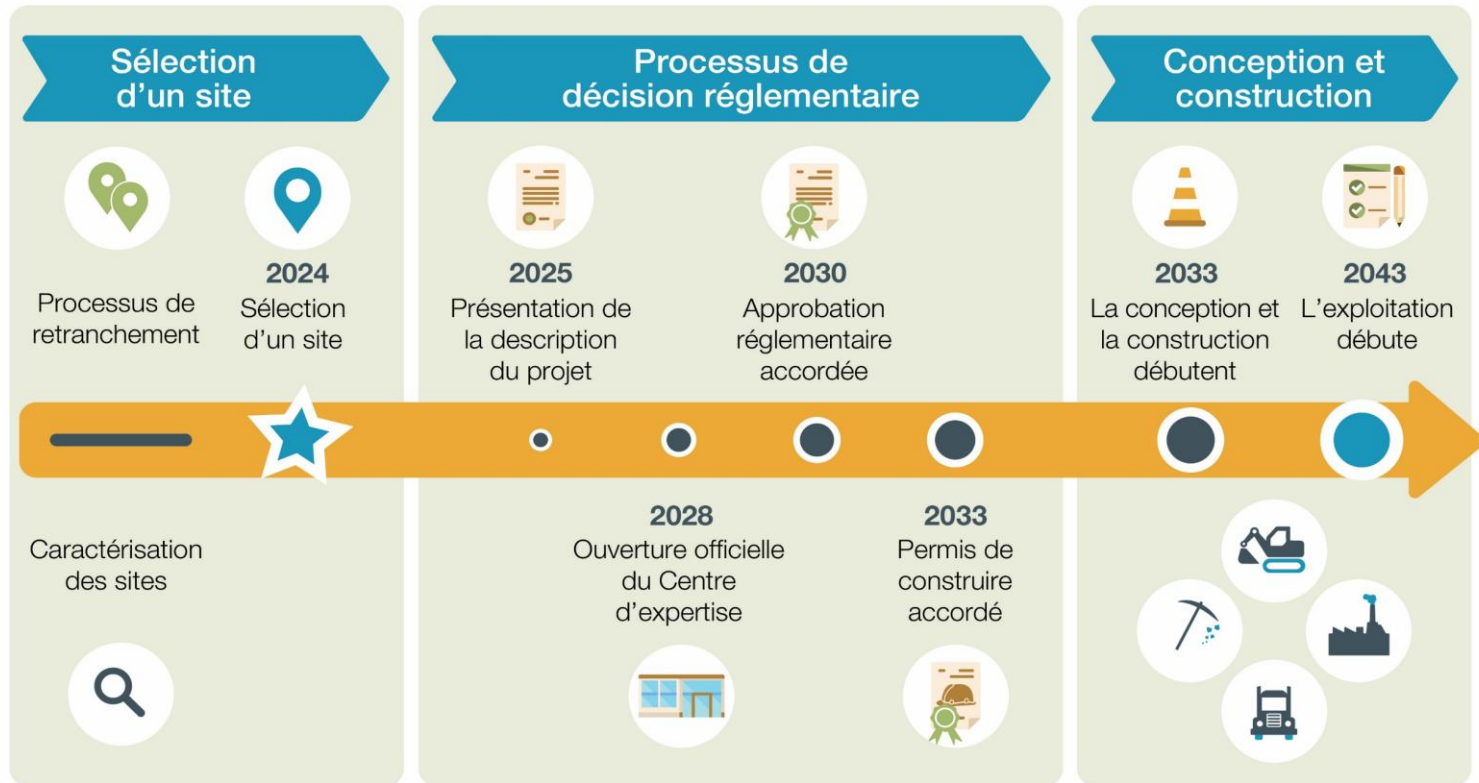 Sélection
d'un site
Processus de
retranchement
2024
Sélection
d'un site
Caractérisation
des sites
Processus de
décision réglementaire
2025
Présentation de
la description
du projet
2030
Approbation
réglementaire
accordée
2028
Ouverture officielle
du Centre
d'expertise
2033
Permis de
construire
accordé
Conception et
construction
2033
La conception et
la construction
débutent
2043
L'exploitation
débute